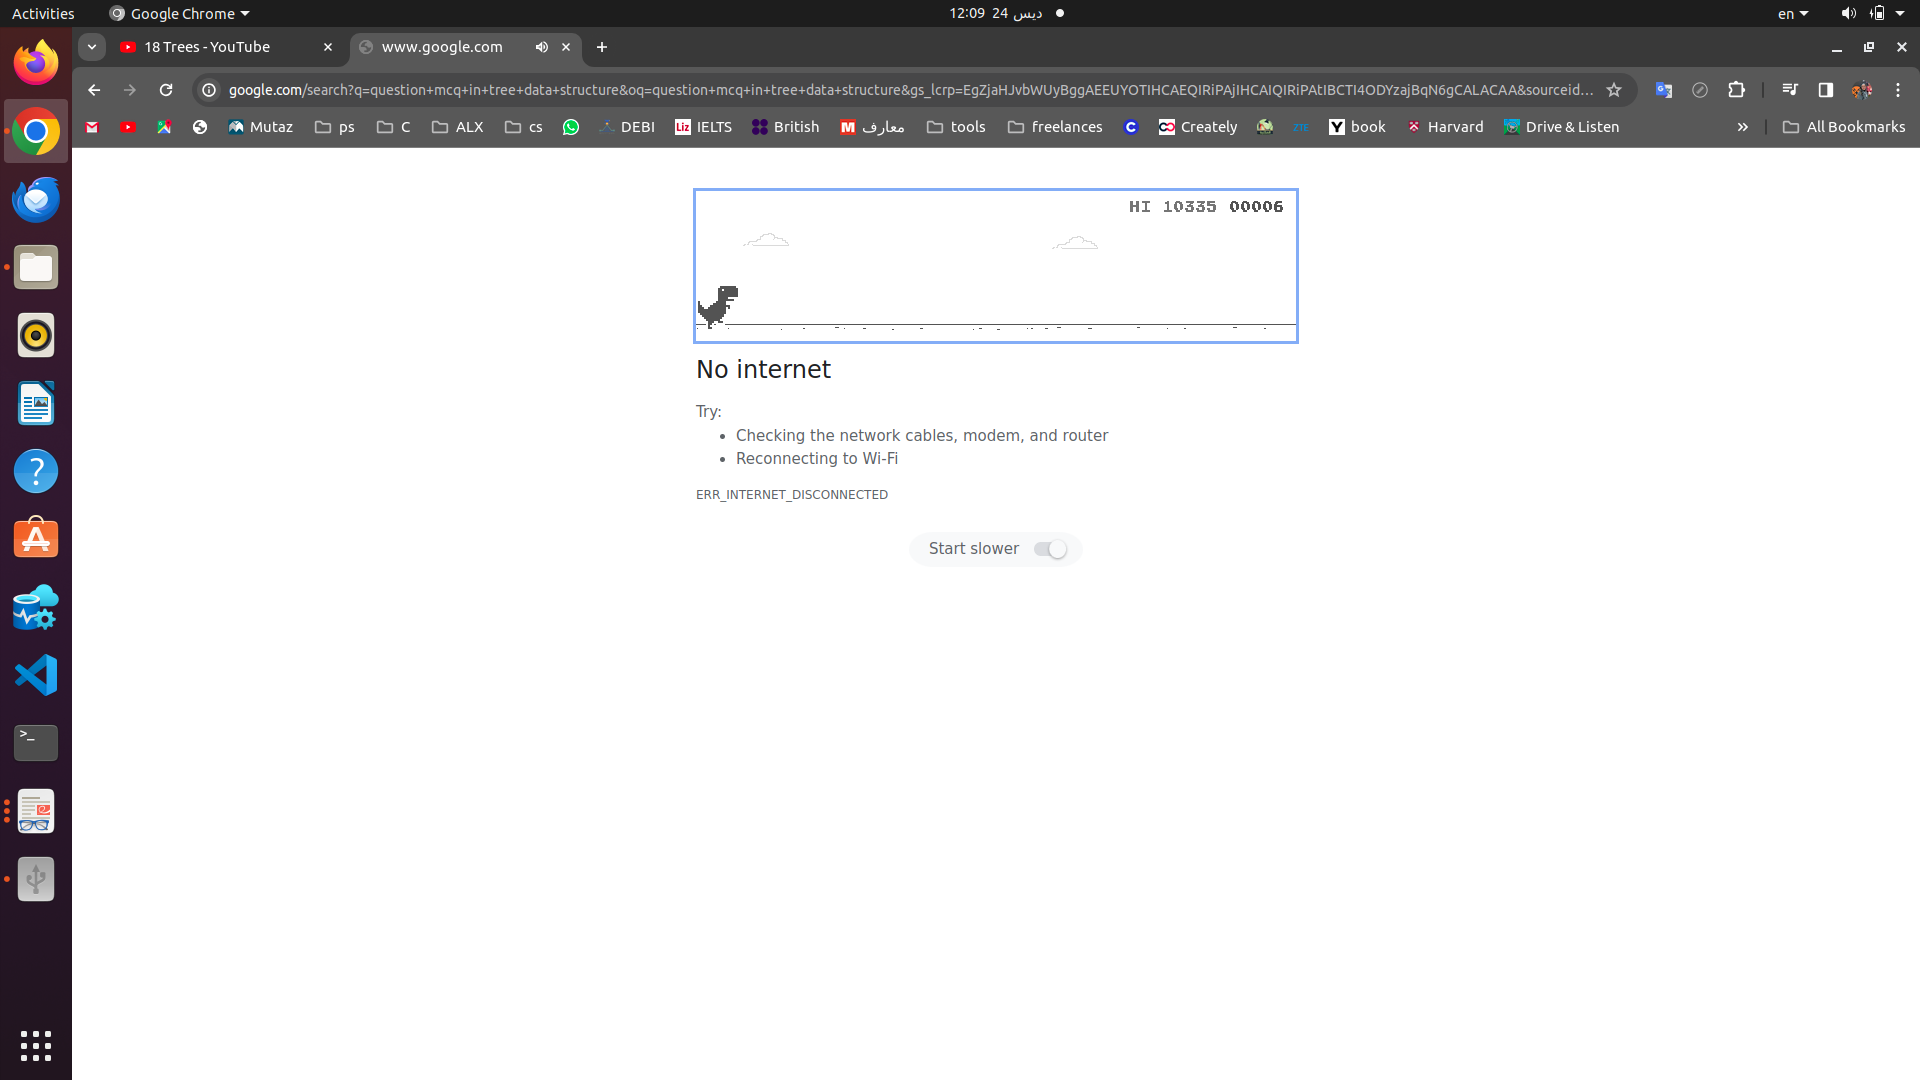 Activities
Google Chrome
12:09 24 ديس
en
18 Trees - YouTube
www.google.com
google.com/search?q=question+mcq+in+tree+data+structure&oq=question+mcq+in+tree+data+structure&gs_lcrp=EgZjaHJvbWUyBggAEEUYOTIHCAEQIRiPAjIHCAIQIRiPAtIBCTI4ODYzajBqN6gCALACAA&sourceid...
Mutaz
ps
C
ALX
cs
DEBI
Liz IELTS
British
M معارف
tools
freelances
C
Creately
ZTE
Y book
Harvard
Drive & Listen
All Bookmarks
HI 10335 00006
No internet
Try:
• Checking the network cables, modem, and router
• Reconnecting to Wi-Fi
ERR_INTERNET_DISCONNECTED
Start slower